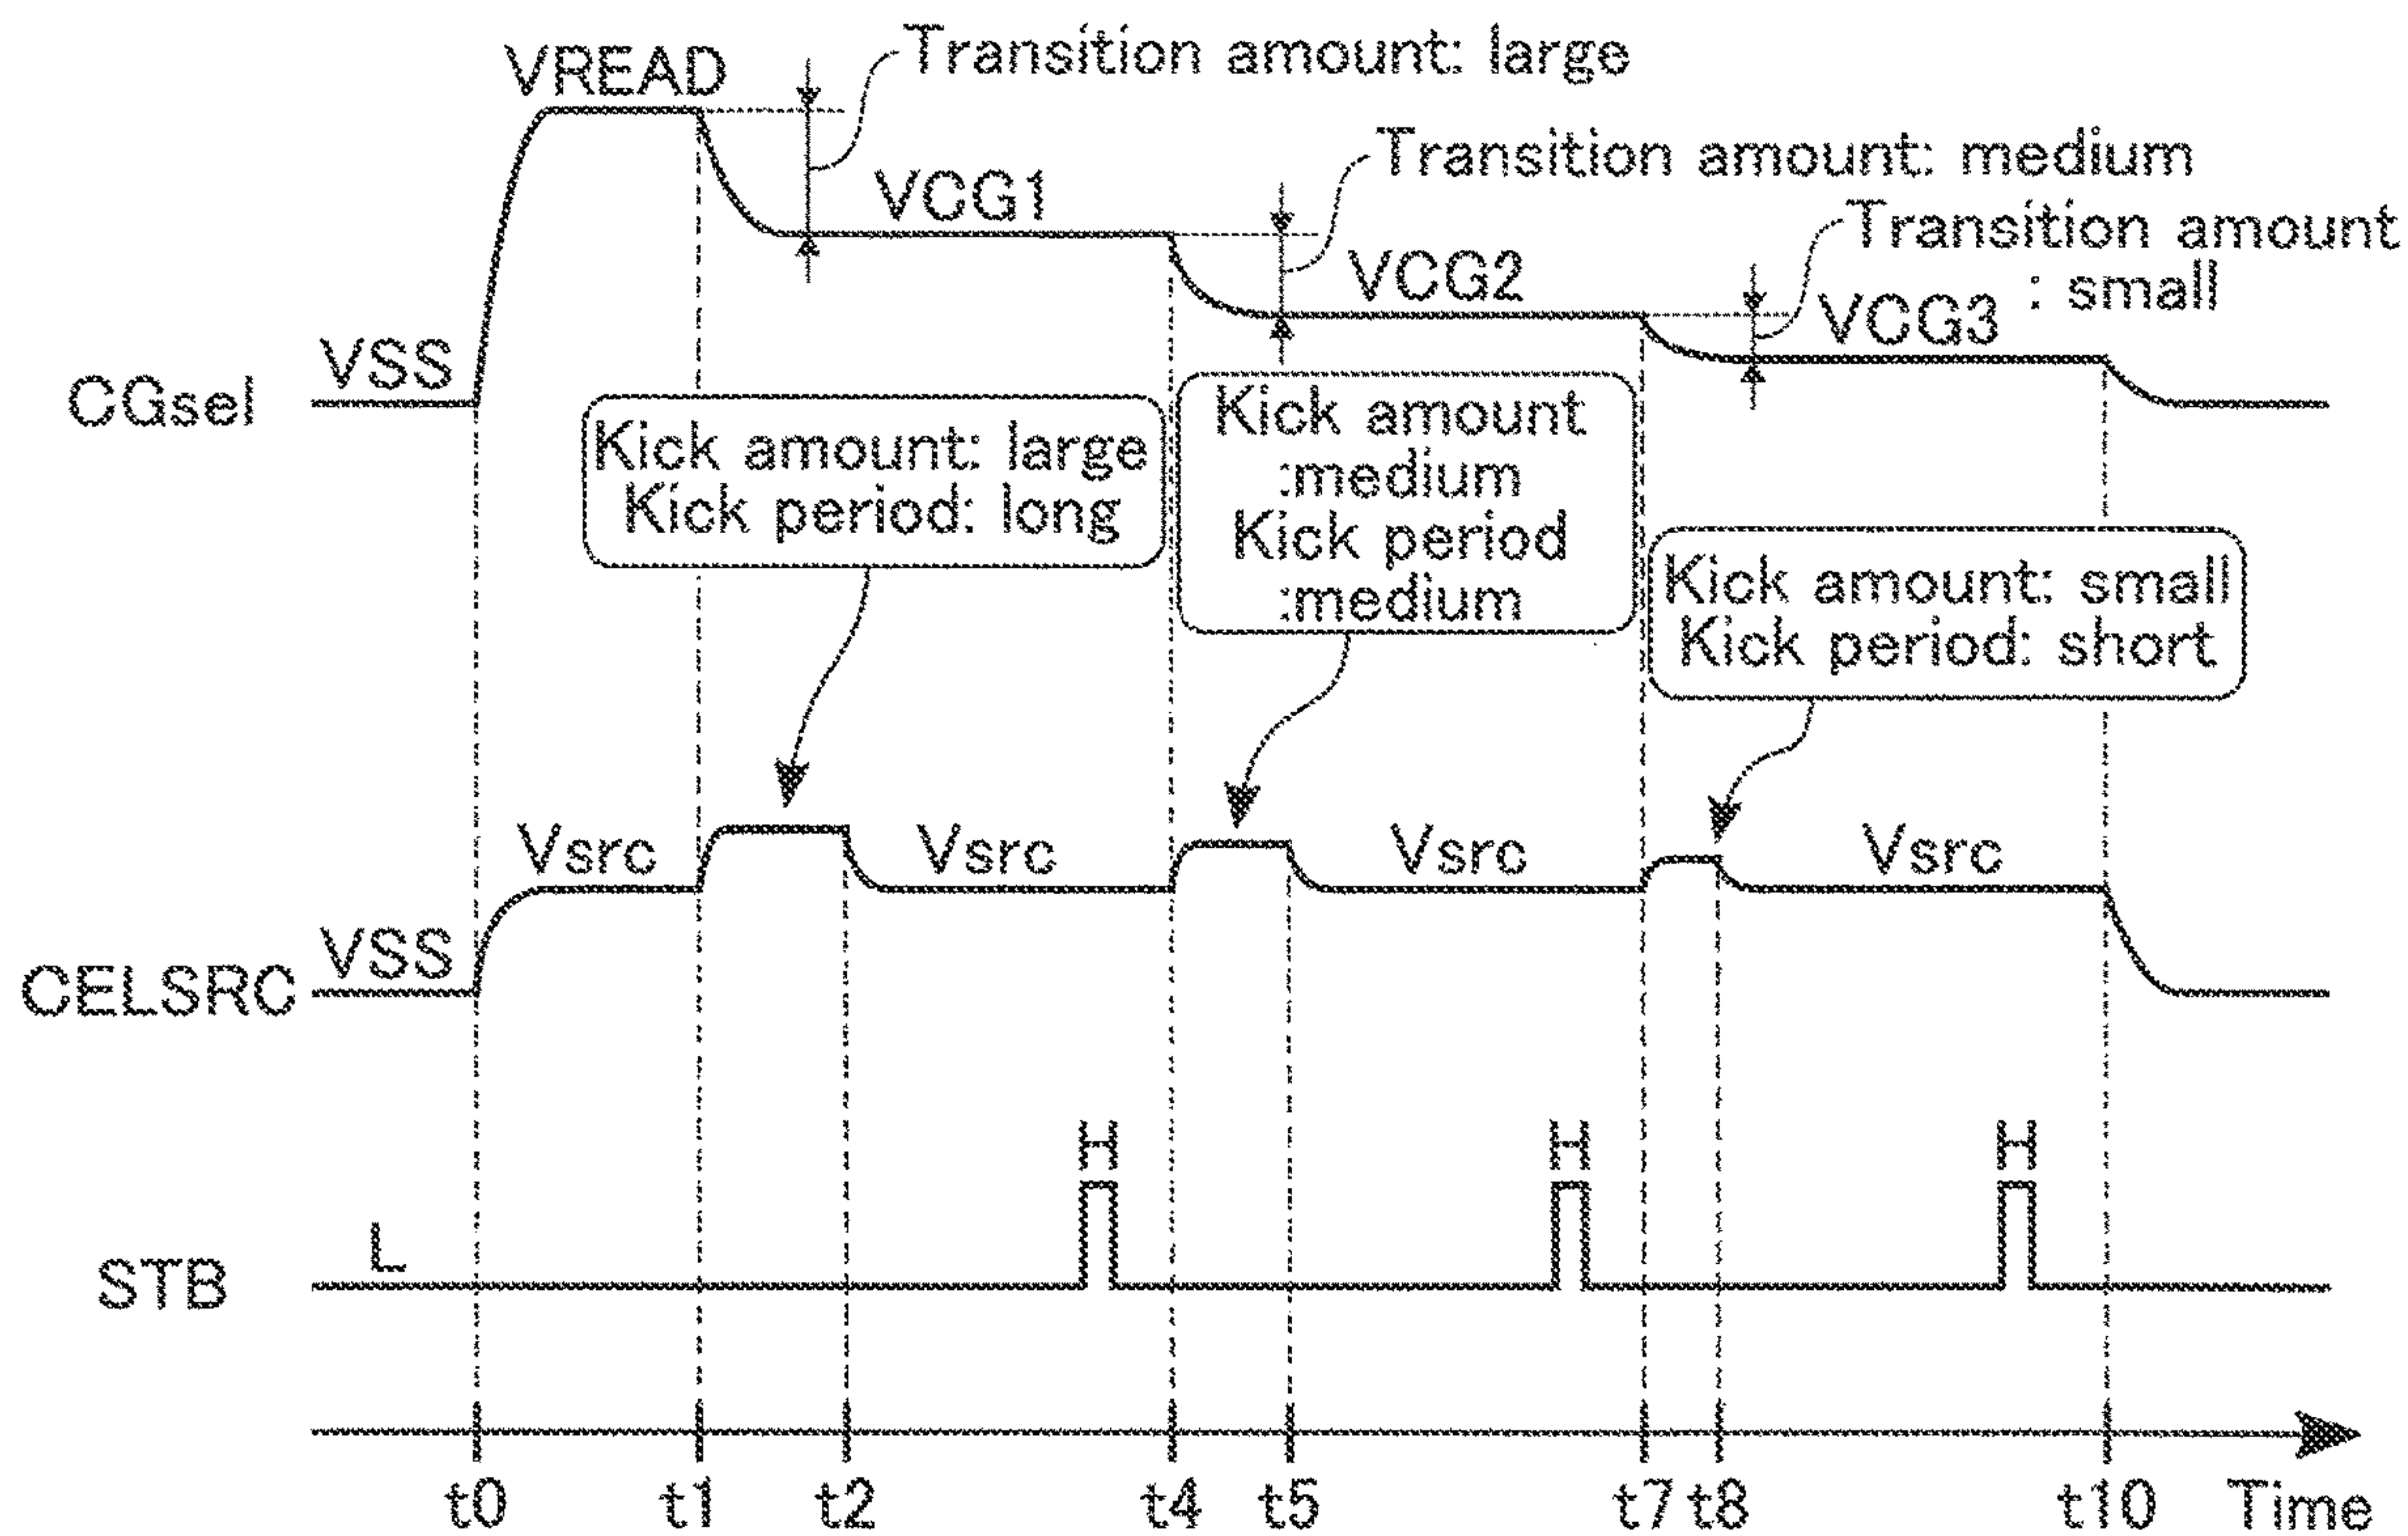 VREAD
Transition amount: large
Transition amount: medium
VCG1
Transition amount
: small
VCG2
VCG3
VSS
CGsel
Kick amount: large
Kick period: long
Kick amount
:medium
Kick period
:medium
Kick amount: small
Kick period: short
Vsrc
Vsrc
Vsrc
Vsrc
VSS
CELSRC
H
H
H
L
STB
t0
t1
t2
t4
t5
t7
t8
t10
Time